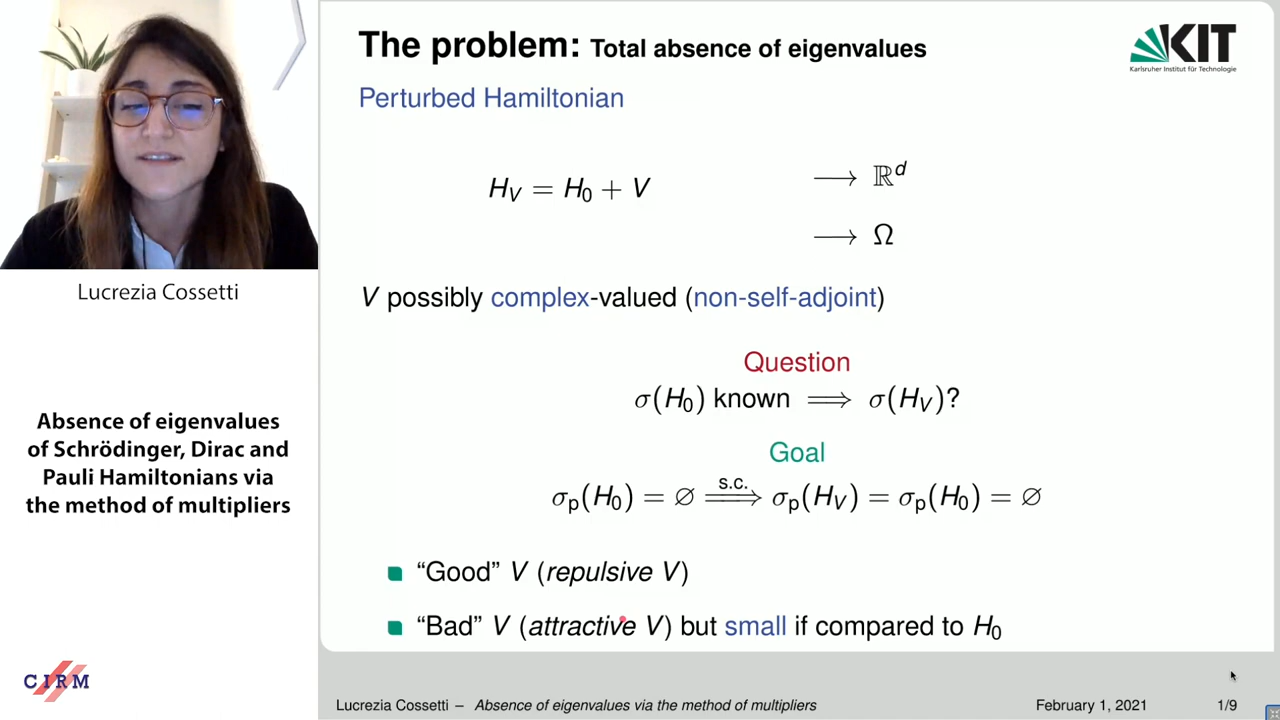 The problem: Total absence of eigenvalues
KIT
Karlsruher Institut für Technologie
Perturbed Hamiltonian
H_V = H_0 + V
⟶ ℝ^d
⟶ Ω
V possibly complex-valued (non-self-adjoint)
Question
σ(H_0) known ⟹ σ(H_V)?
Goal
σ_p(H_0) = ∅ ⟹^{s.c.} σ_p(H_V) = σ_p(H_0) = ∅
“Good” V (repulsive V)
“Bad” V (attractive V) but small if compared to H_0
Lucrezia Cossetti
Absence of eigenvalues
of Schrödinger, Dirac and
Pauli Hamiltonians via
the method of multipliers
CIRM
Lucrezia Cossetti – Absence of eigenvalues via the method of multipliers
February 1, 2021
1/9